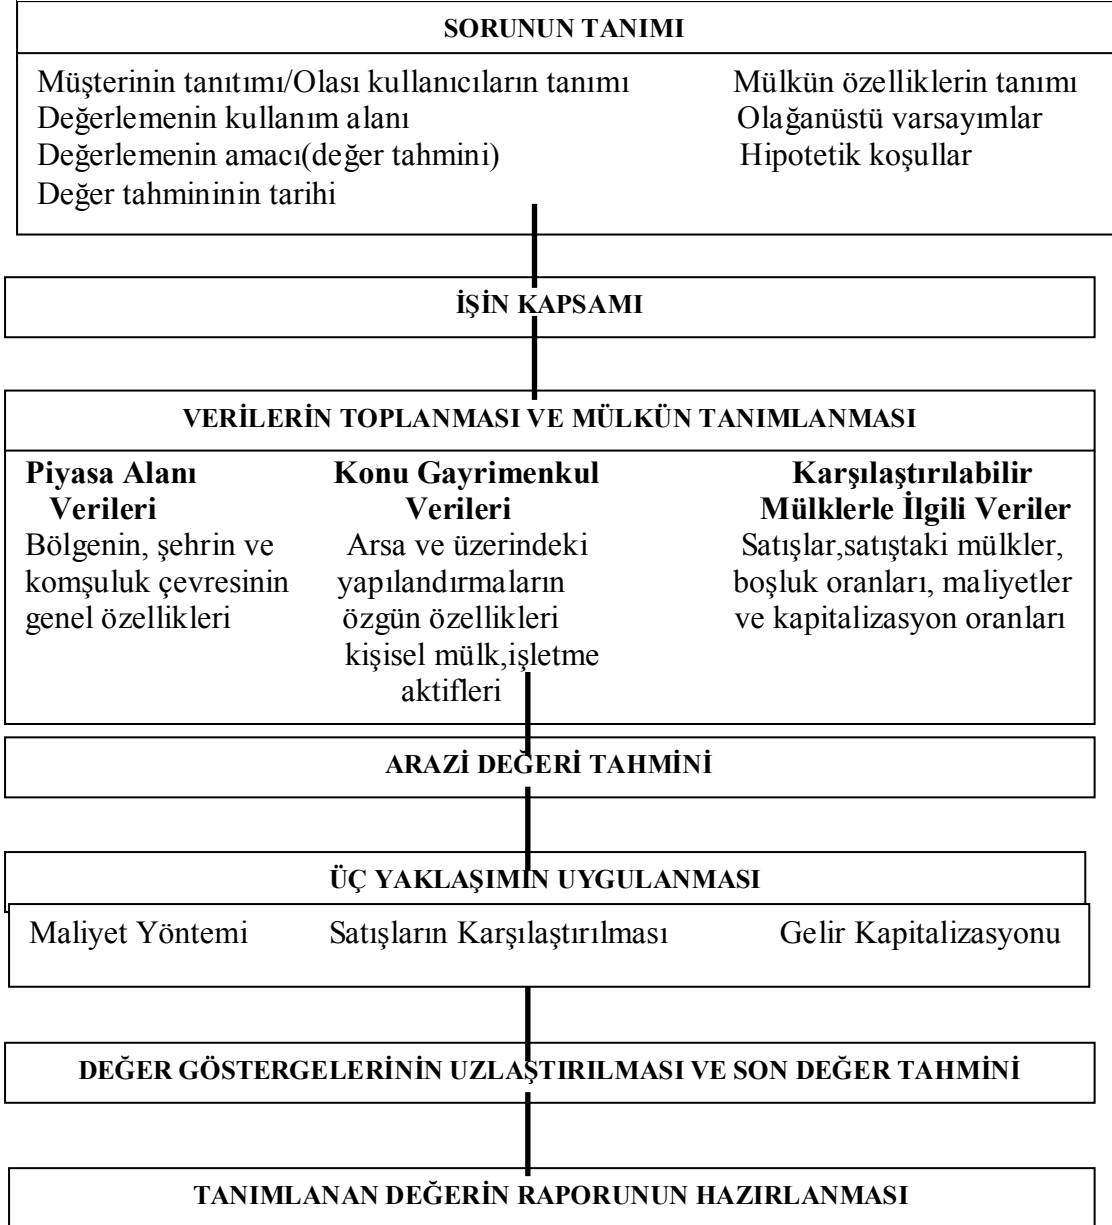 SORUNUN TANIMI
Müşterinin tanıtımı/Olası kullanıcıların tanımı Mülkün özelliklerin tanımı
Değerlemenin kullanım alanı Olağanüstü varsayımlar
Değerlemenin amacı(değer tahmini) Hipotetik koşullar
Değer tahmininin tarihi
İŞİN KAPSAMI
VERİLERİN TOPLANMASI VE MÜLKÜN TANIMLANMASI
Piyasa Alanı
Verileri
Bölgenin, şehrin ve
komşuluk çevresinin
genel özellikleri
Konu Gayrimenkul
Verileri
Arsa ve üzerindeki
yapılandırmaların
özgün özellikleri
kişisel mülk,işletme
aktifleri
Karşılaştırılabilir
Mülklerle İlgili Veriler
Satışlar,satıştaki mülkler,
boşluk oranları, maliyetler
ve kapitalizasyon oranları
ARAZİ DEĞERİ TAHMİNİ
ÜÇ YAKLAŞIMIN UYGULANMASI
Maliyet Yöntemi Satışların Karşılaştırılması Gelir Kapitalizasyonu
DEĞER GÖSTERGELERİNİN UZLAŞTIRILMASI VE SON DEĞER TAHMİNİ
TANIMLANAN DEĞERİN RAPORUNUN HAZIRLANMASI